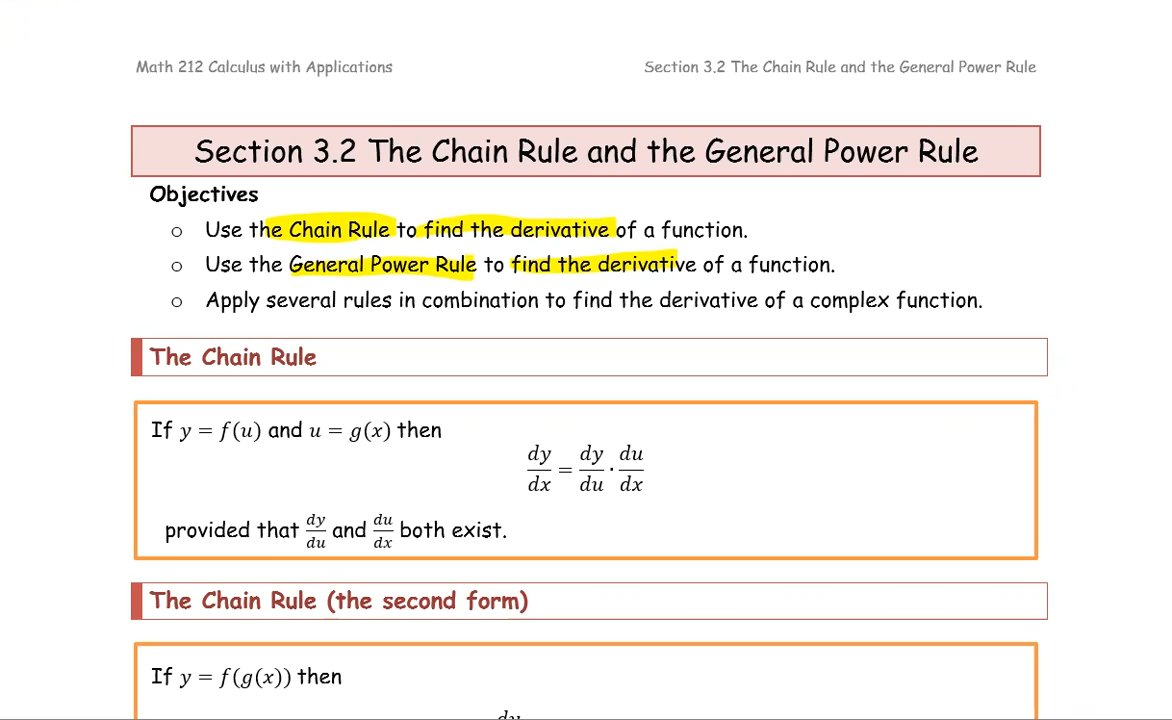 Math 212 Calculus with Applications
Section 3.2 The Chain Rule and the General Power Rule
Section 3.2 The Chain Rule and the General Power Rule
Objectives
o Use the Chain Rule to find the derivative of a function.
o Use the General Power Rule to find the derivative of a function.
o Apply several rules in combination to find the derivative of a complex function.
The Chain Rule
If y = f(u) and u = g(x) then
dy/dx = dy/du · du/dx
provided that dy/du and du/dx both exist.
The Chain Rule (the second form)
If y = f(g(x)) then
dy